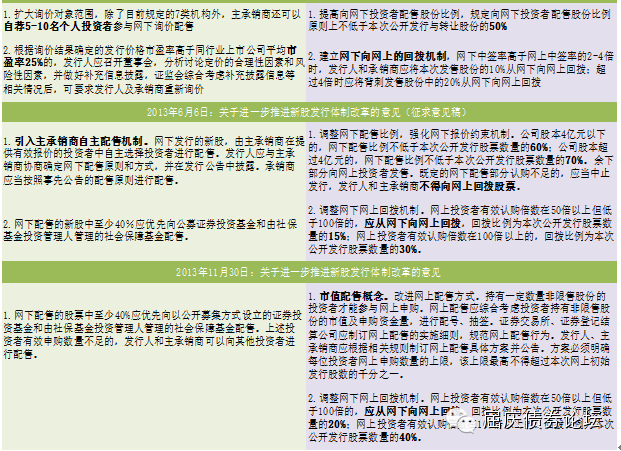 1. 扩大询价对象范围,除了目前规定的7类机构外,主承销商还可以
自荐5-10名个人投资者参与网下询价配售
2. 根据询价结果确定的发行价格市盈率高于同行业上市公司平均市
盈率25%的,发行人应召开董事会,分析讨论定价的合理性因素和风
险性因素,并做好补充信息披露,证监会综合考虑补充披露信息等
相关情况后,可要求发行人及承销商重新询价
1. 提高向网下投资者配售股份比例,规定向网下投资者配售股份比例
原则上不低于本次公开发行与转让股份的50%
2. 建立网下向网上的回拨机制,网下中签率高于网上中签率的2-4倍
时,发行人和承销商应将本次发售股份的10%从网下向网上回拨;超
过4倍时应将背刺发售股份中的20%从网下向网上回拨
2013年6月6日:关于进一步推进新股发行体制改革的意见(征求意见稿)
1. 引入主承销商自主配售机制。网下发行的新股,由主承销商在提
供有效报价的投资者中自主选择投资者进行配售。发行人应与主承
销商协商确定网下配售原则和方式,并在发行公告中披露。承销商
应当按照事先公告的配售原则进行配售。
2. 网下配售的新股中至少40%应优先向公募证券投资基金和由社保
基金投资管理人管理的社会保障基金配售。
1. 调整网下配售比例,强化网下报价约束机制。公司股本4亿元以下
的,网下配售比例不低于本次公开发行股票数量的60%;公司股本超
过4亿元的,网下配售比例不低于本次公开发行股票数量的70%。余下
部分向网上投资者发售。既定的网下配售部分认购不足的,应当中止
发行,发行人和主承销商不得向网上回拨股票。
2. 调整网下网上回拨机制。网上投资者有效认购倍数在50倍以上但低
于100倍的,应从网下向网上回拨,回拨比例为本次公开发行股票数
量的15%;网上投资者有效认购倍数在100倍以上的,回拨比例为本次
公开发行股票数量的30%。
2013年11月30日:关于进一步推进新股发行体制改革的意见
1. 网下配售的股票中至少40%应优先向以公开募集方式设立的证券投
资基金和由社保基金投资管理人管理的社会保障基金配售。上述投
资者有效申购数量不足的,发行人和主承销商可以向其他投资者进
行配售。
1. 市值配售概念。改进网上配售方式。持有一定数量非限售股份的
投资者才能参与网上申购。网上配售应综合考虑投资者持有非限售股
份的市值及申购资金量,进行配号、抽签。证券交易所、证券登记结
算公司应制订网上配售的实施细则,规范网上配售行为。发行人、主
承销商应根据相关规则制订网上配售具体方案并公告。方案必须明确
每位投资者网上申购数量的上限,该上限最高不得超过本次网上初始
发行股数的千分之一。
2. 调整网下网上回拨机制。网上投资者有效认购倍数在50倍以上但低
于100倍的,应从网下向网上回拨,回拨比例为本次公开发行股票数
量的20%;网上投资者有效认购倍数在10
公开发行股票数量的40%。
屈庆债券论坛